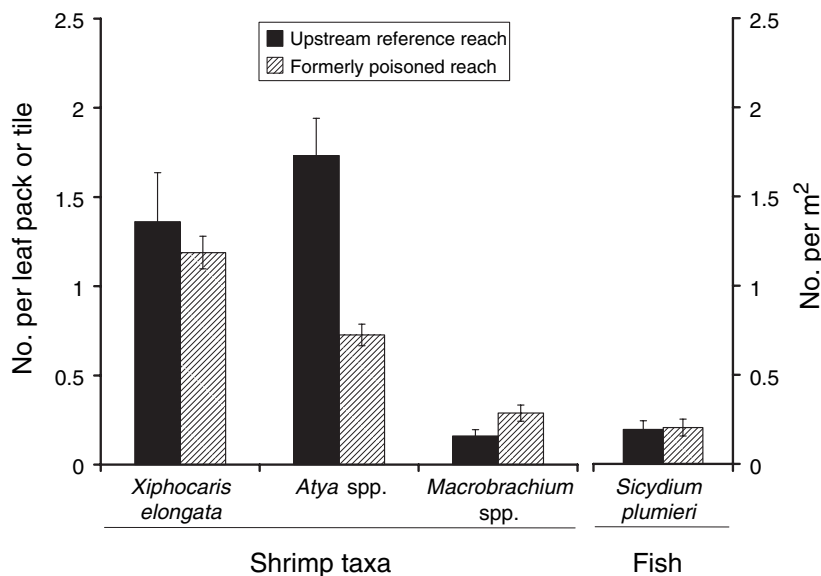 2.5
2
1.5
1
0.5
0
No. per leaf pack or tile
Upstream reference reach
Formerly poisoned reach
2.5
2
1.5
1
0.5
0
No. per m²
Xiphocaris
elongata
Atya spp.
Macrobrachium
spp.
Sicydium
plumieri
Shrimp taxa
Fish